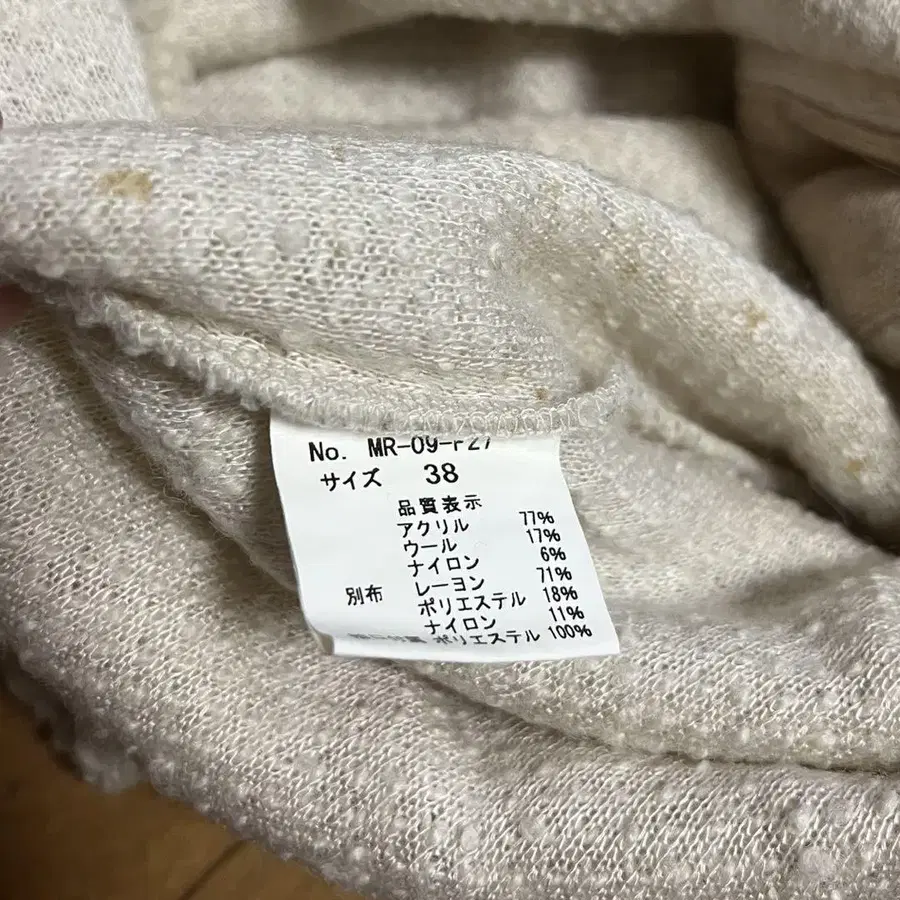 No. MR-09-F27
サイズ 38
品質表示
アクリル 77%
ウール 17%
ナイロン 6%
別布 レーヨン 71%
ポリエステル 18%
ナイロン 11%
ポリエステル 100%